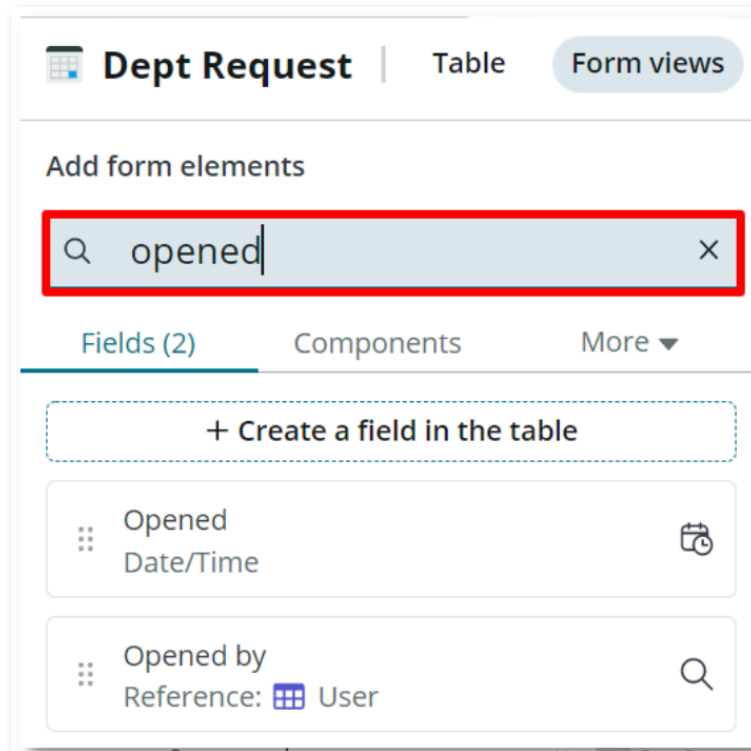 Dept Request | Table Form views
Add form elements
opened
Fields (2) Components More
+ Create a field in the table
Opened
Date/Time
Opened by
Reference: User